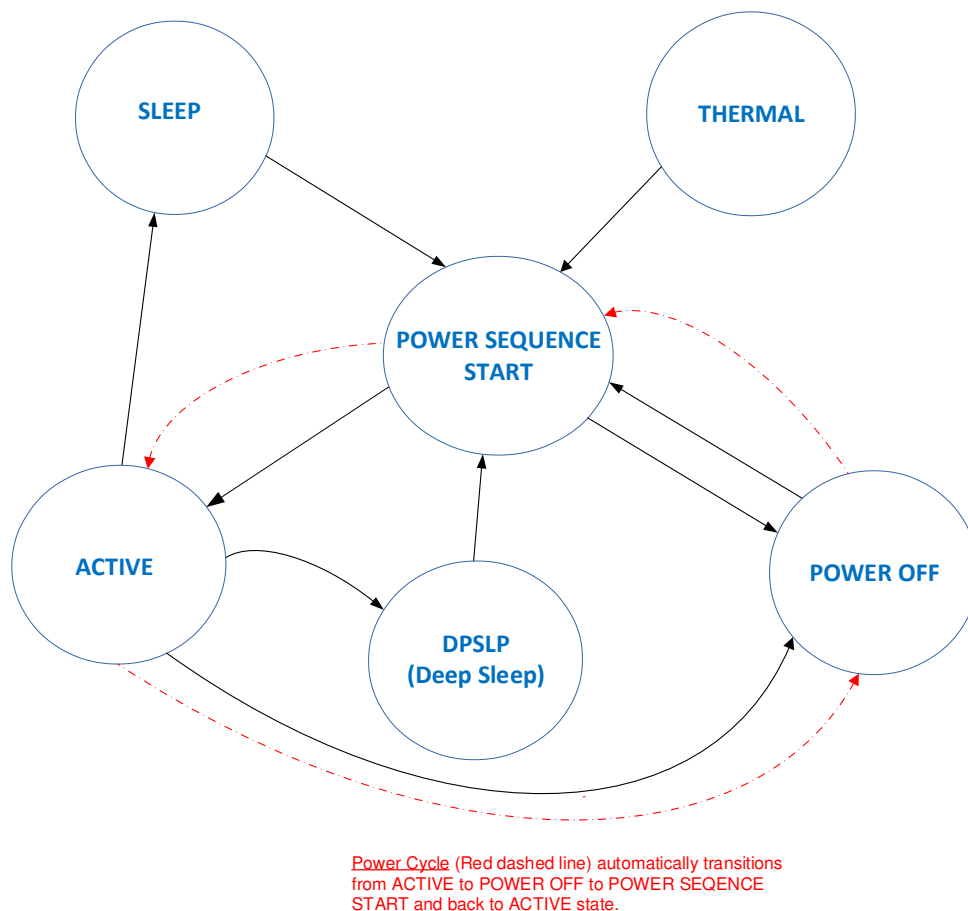 SLEEP
THERMAL
POWER SEQUENCE
START
ACTIVE
POWER OFF
DPSLP
(Deep Sleep)
Power Cycle (Red dashed line) automatically transitions
from ACTIVE to POWER OFF to POWER SEQENCE
START and back to ACTIVE state.